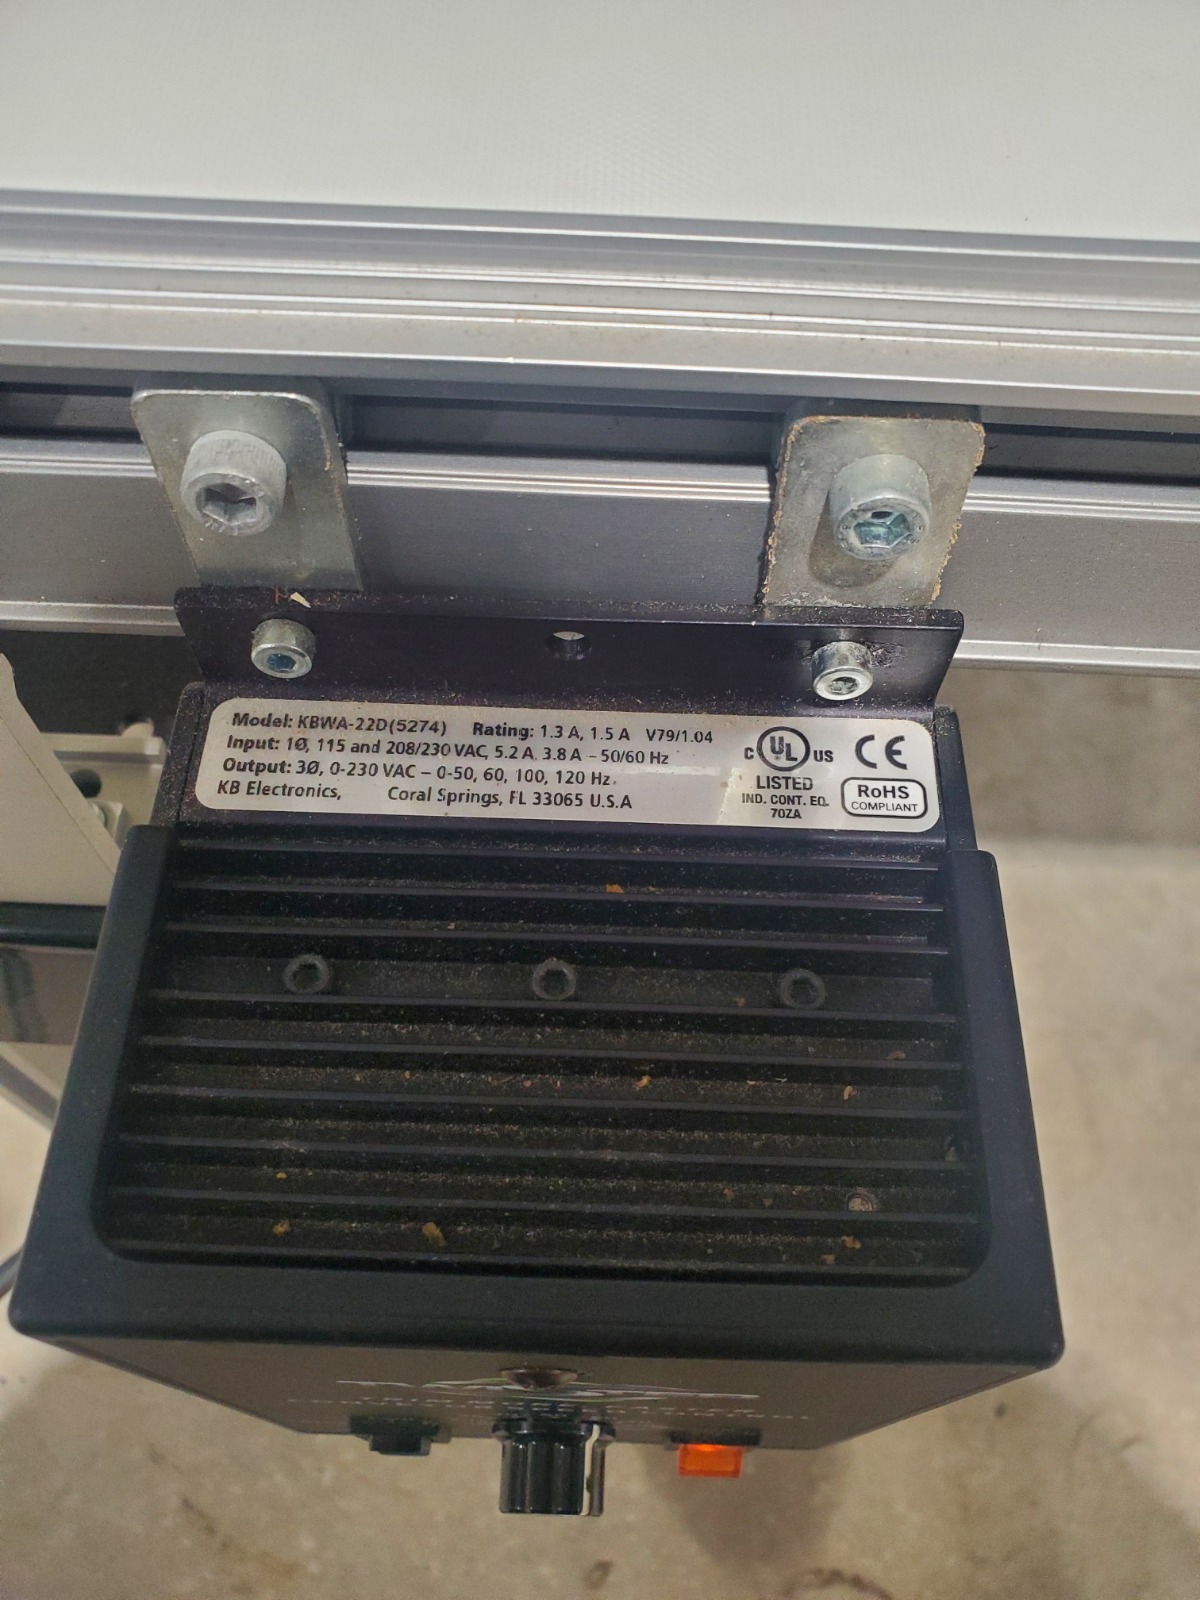 Model: KBWA-22D(5274) Rating: 1.3 A, 1.5 A V79/1.04
Input: 1Ø, 115 and 208/230 VAC, 5.2 A, 3.8 A – 50/60 Hz
Output: 3Ø, 0-230 VAC – 0-50, 60, 100, 120 Hz.
KB Electronics, Coral Springs, FL 33065 U.S.A
C UL US
LISTED
IND. CONT. EQ.
70ZA
CE
RoHS
COMPLIANT